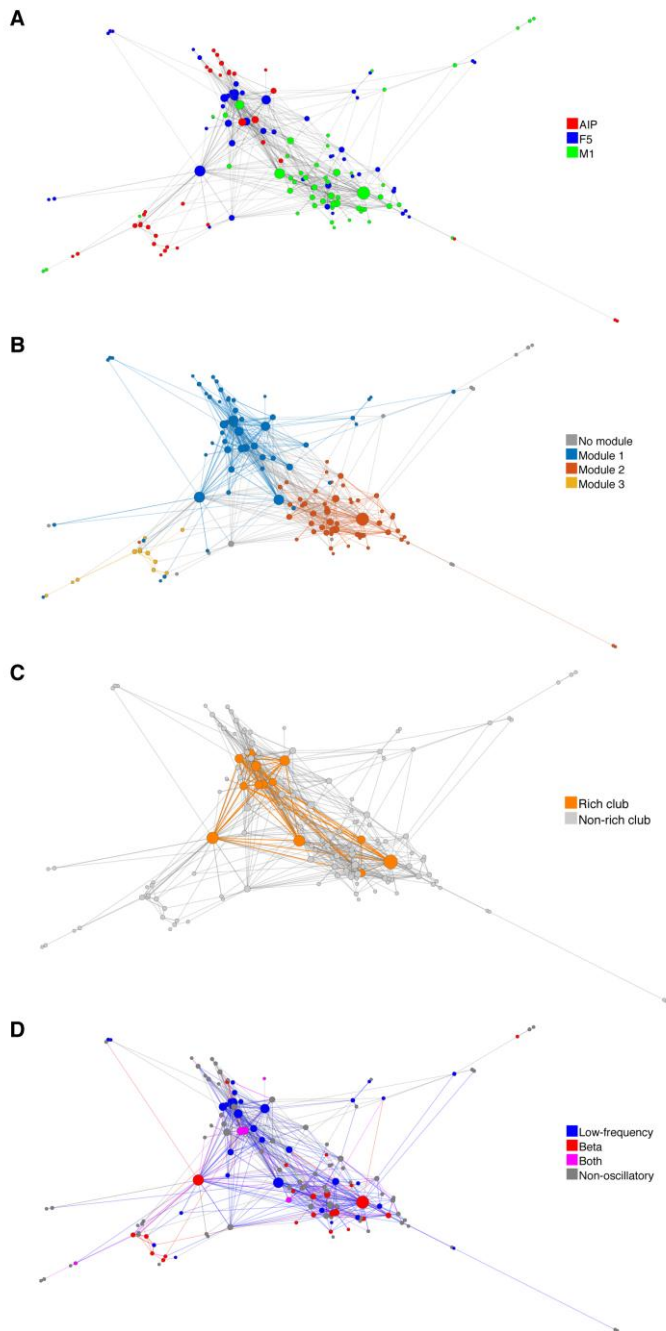 A
AIP
F5
M1
B
No module
Module 1
Module 2
Module 3
C
Rich club
Non-rich club
D
Low-frequency
Beta
Both
Non-oscillatory